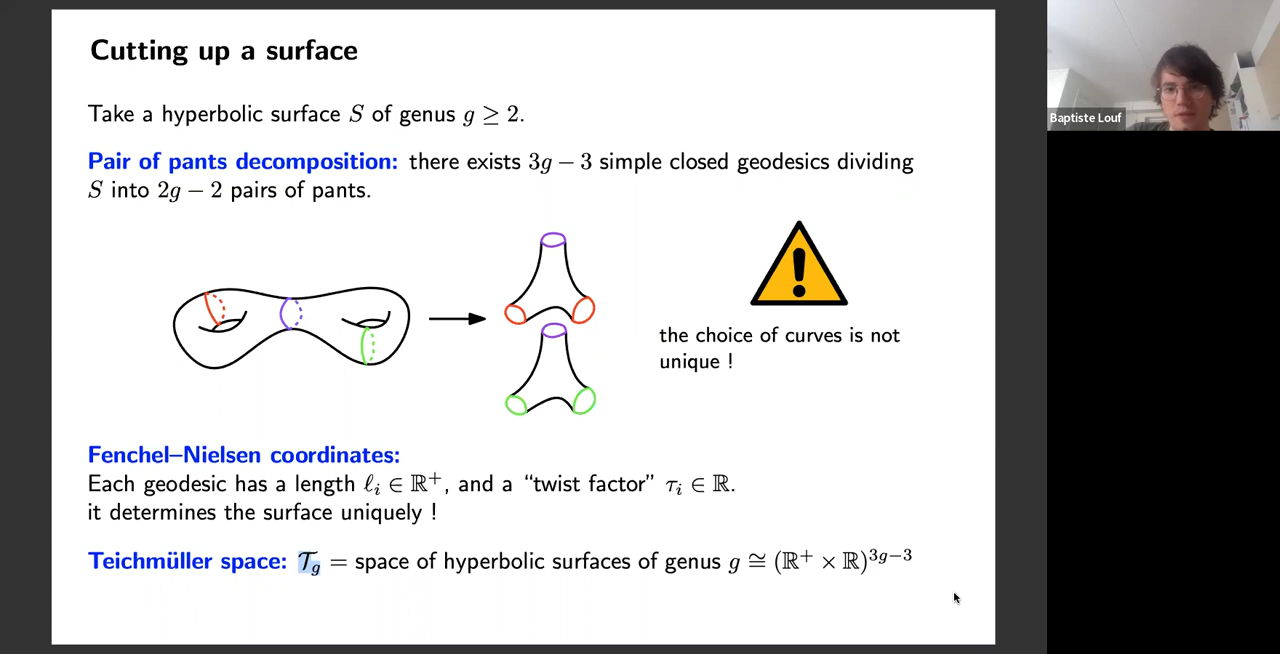 Cutting up a surface
Take a hyperbolic surface S of genus g ≥ 2.
Pair of pants decomposition: there exists 3g − 3 simple closed geodesics dividing
S into 2g − 2 pairs of pants.
the choice of curves is not
unique !
Fenchel–Nielsen coordinates:
Each geodesic has a length ℓᵢ ∈ ℝ⁺, and a “twist factor” τᵢ ∈ ℝ.
it determines the surface uniquely !
Teichmüller space: 𝒯_g = space of hyperbolic surfaces of genus g ≅ (ℝ⁺ × ℝ)³ᵍ⁻³
Baptiste Louf